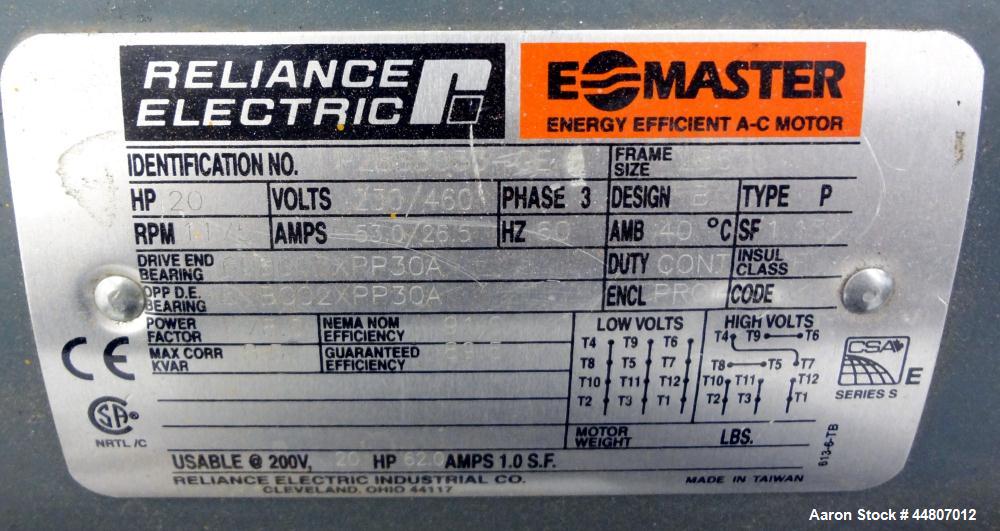 RELIANCE
ELECTRIC
E MASTER
ENERGY EFFICIENT A-C MOTOR
IDENTIFICATION NO. FRAME SIZE
HP 20 VOLTS 230/460 PHASE 3 DESIGN B TYPE P
RPM AMPS 53.0/26.5 HZ 60 AMB 40 °C SF
DRIVE END BEARING XPP30A DUTY CONT INSUL CLASS
OPP D.E. BEARING XPP30A ENCL CODE
POWER FACTOR NEMA NOM EFFICIENCY
MAX CORR KVAR GUARANTEED EFFICIENCY
LOW VOLTS HIGH VOLTS
T4 T9 T6 T4 T9 T6
T8 T5 T7 T8 T5 T7
T10 T11 T12 T10 T11 T12
T2 T3 T1 T2 T3 T1
CE
SA
NRTL /C
CSA
E
SERIES S
MOTOR WEIGHT LBS.
USABLE @ 200V, 20 HP 62.0 AMPS 1.0 S.F.
RELIANCE ELECTRIC INDUSTRIAL CO.
CLEVELAND, OHIO 44117
MADE IN TAIWAN
613-6-TB
Aaron Stock # 44807012